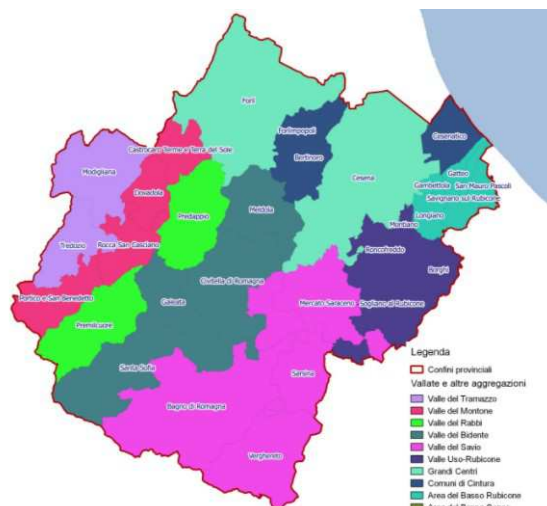 Forlì
Forlimpopoli
Cesenatico
Castrocaro Terme e Terra del Sole
Bertinoro
Gatteo
Modigliana
Cesena
Gambettola
San Mauro Pascoli
Dovadola
Savignano sul Rubicone
Meldola
Predappio
Longiano
Montiano
Tredozio
Rocca San Casciano
Roncofreddo
Borghi
Civitella di Romagna
Portico e San Benedetto
Galeata
Mercato Saraceno
Sogliano al Rubicone
Premilcuore
Santa Sofia
Sarsina
Bagno di Romagna
Verghereto
Legenda
Confini provinciali
Vallate e altre aggregazioni
Valle del Tramazzo
Valle del Montone
Valle del Rabbi
Valle del Bidente
Valle del Savio
Valle Uso-Rubicone
Grandi Centri
Comuni di Cintura
Area del Basso Rubicone